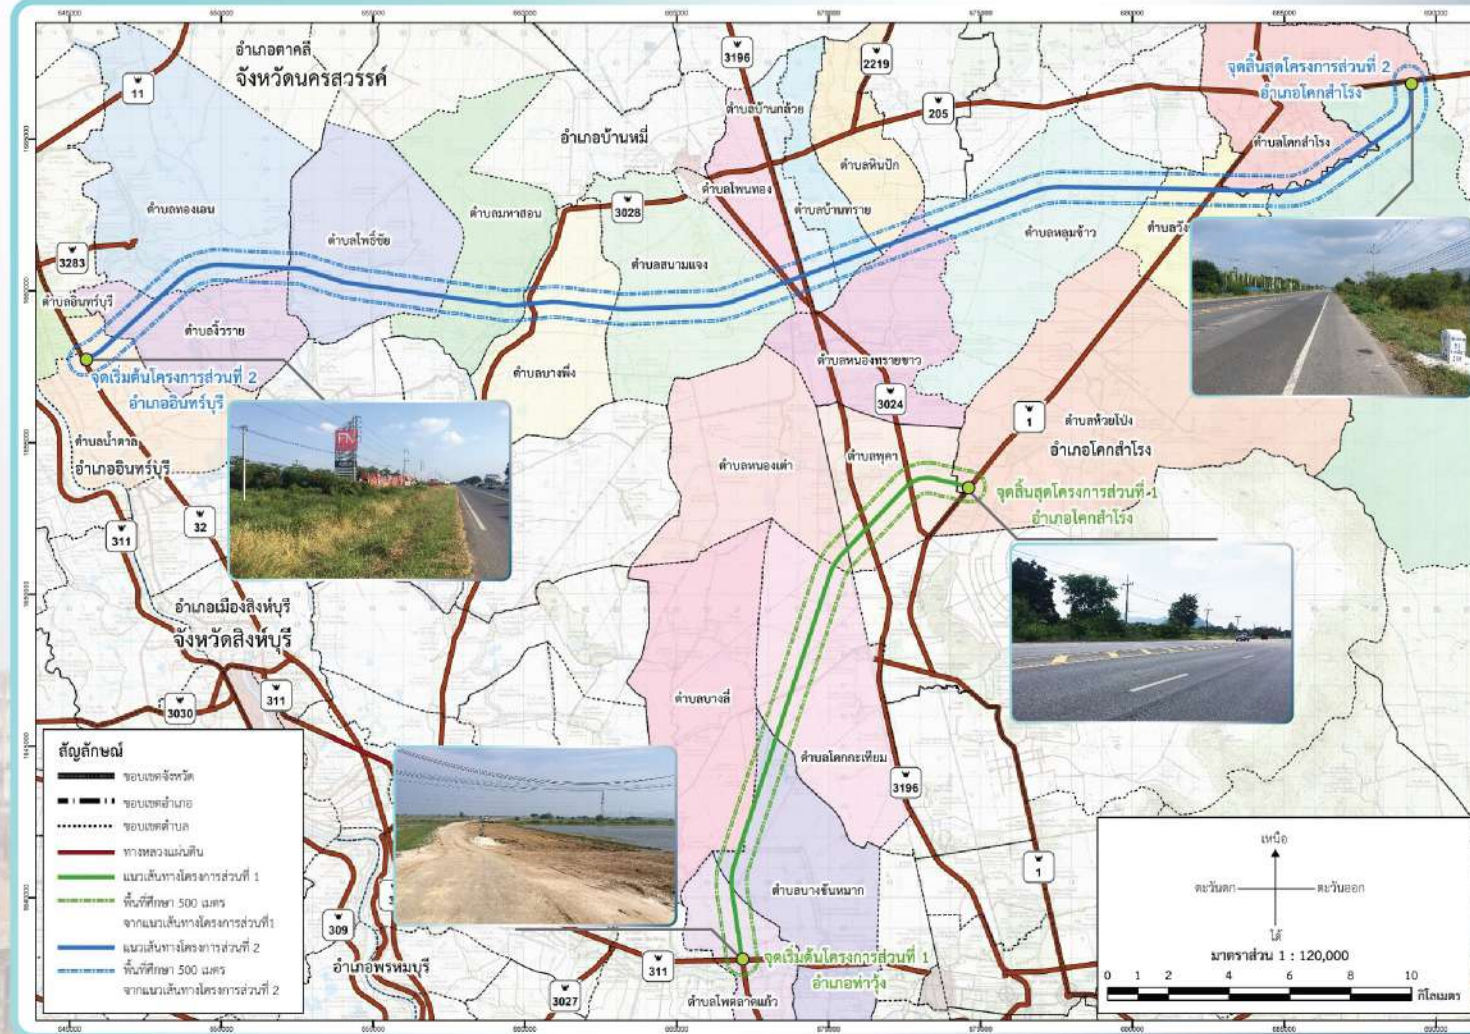 645000 650000 655000 660000 665000 670000 675000 680000 685000 690000
อำเภอตาคลี
จังหวัดนครสวรรค์
11
3196
2219
205
จุดสิ้นสุดโครงการส่วนที่ 2
อำเภอโคกสำโรง
ตำบลบ้านกล้วย
อำเภอบ้านหมี่
ตำบลโคกสำโรง
ตำบลหินปัก
ตำบลโพนทอง
ตำบลทองเอน
ตำบลมหาสอน
3028
ตำบลบ้านทราย
ตำบลโพธิ์ชัย
ตำบลหลุมข้าว
ตำบลวัง
3283
ตำบลสนามแจง
ตำบลอินทร์บุรี
ตำบลงิ้วราย
ตำบลหนองทรายขาว
จุดเริ่มต้นโครงการส่วนที่ 2
อำเภออินทร์บุรี
ตำบลบางพึ่ง
3024
1
ตำบลห้วยโป่ง
อำเภอโคกสำโรง
ตำบลน้ำตาล
อำเภออินทร์บุรี
ตำบลหนองเต่า
ตำบลพุคา
จุดสิ้นสุดโครงการส่วนที่ 1
อำเภอโคกสำโรง
32
311
อำเภอเมืองสิงห์บุรี
จังหวัดสิงห์บุรี
311
3030
ตำบลบางลี่
ตำบลโคกกะเทียม
3196
สัญลักษณ์
ขอบเขตจังหวัด
ขอบเขตอำเภอ
ขอบเขตตำบล
ทางหลวงแผ่นดิน
แนวเส้นทางโครงการส่วนที่ 1
พื้นที่ศึกษา 500 เมตร
จากแนวเส้นทางโครงการส่วนที่1
แนวเส้นทางโครงการส่วนที่ 2
พื้นที่ศึกษา 500 เมตร
จากแนวเส้นทางโครงการส่วนที่ 2
1
ตำบลบางขันหมาก
309
อำเภอพรหมบุรี
311
จุดเริ่มต้นโครงการส่วนที่ 1
อำเภอท่าวุ้ง
3027
ตำบลโพตลาดแก้ว
เหนือ
ตะวันตก ตะวันออก
ใต้
มาตราส่วน 1 : 120,000
0 1 2 4 6 8 10
กิโลเมตร